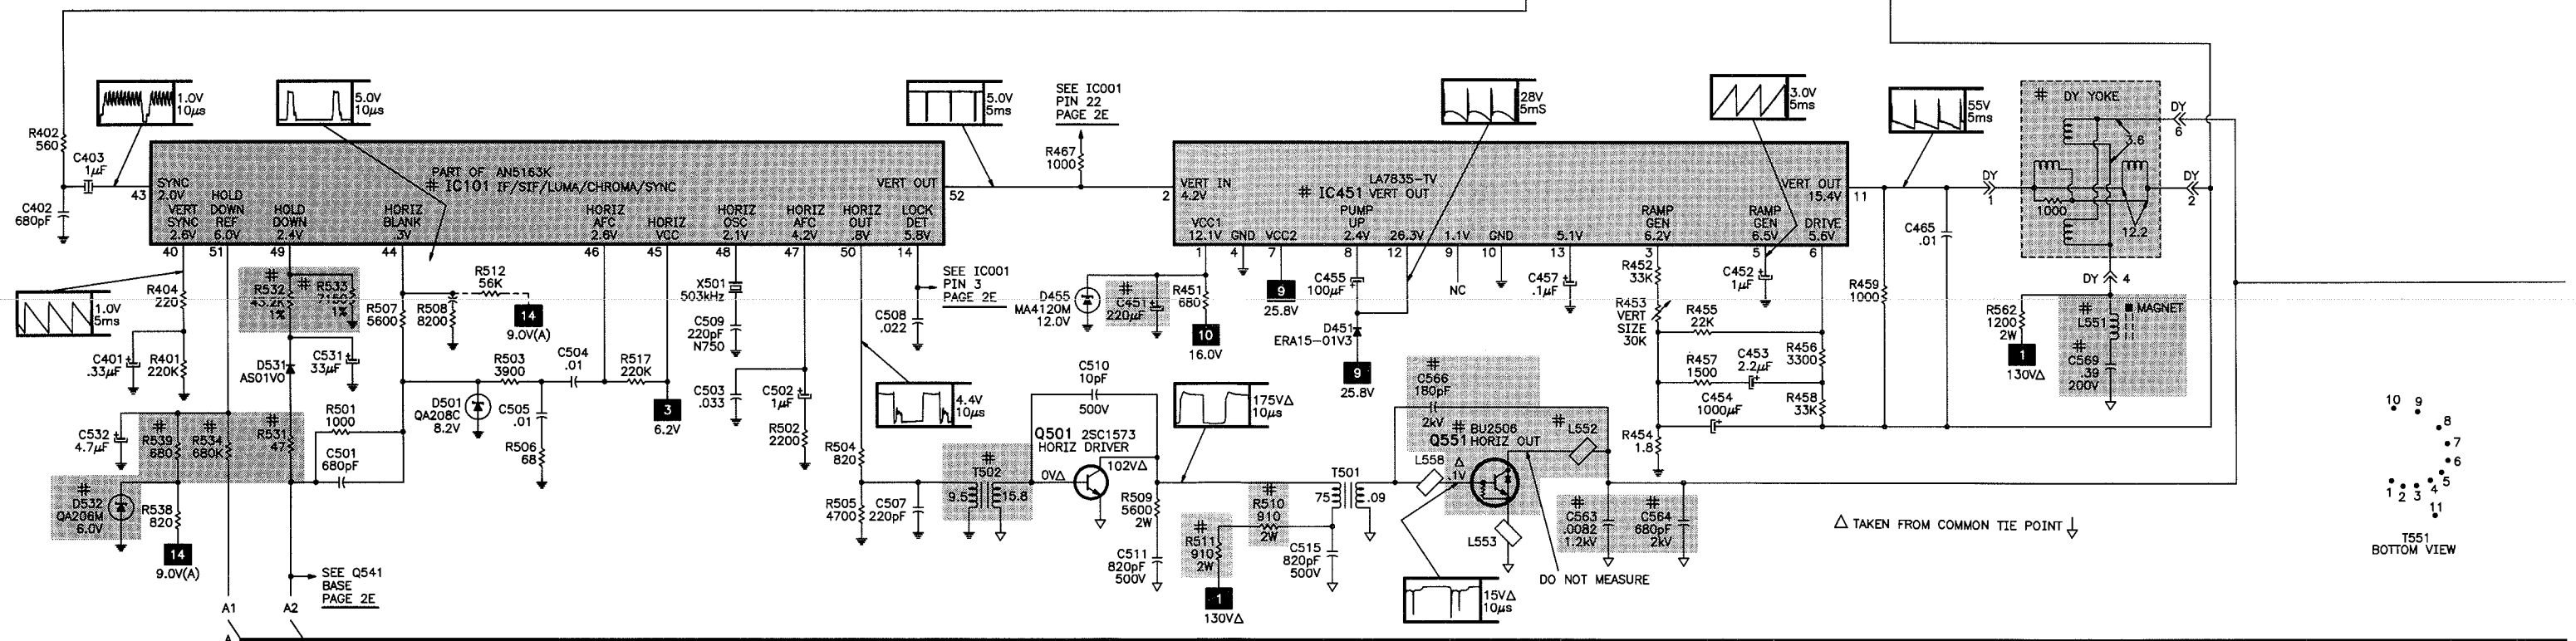 R402
560
C403
1μF
C402
680pF
1.0V
10μs
5.0V
10μs
5.0V
5ms
43
SYNC
2.0V
VERT
SYNC
2.6V
HOLD
DOWN
REF
6.0V
HOLD
DOWN
2.4V
HORIZ
BLANK
.3V
PART OF AN5163K
# IC101 IF/SIF/LUMA/CHROMA/SYNC
HORIZ
AFC
2.6V
HORIZ
VCC
HORIZ
OSC
2.1V
HORIZ
AFC
4.2V
HORIZ
OUT
.8V
LOCK
DET
5.8V
VERT OUT
52
40
51
49
44
46
45
48
47
50
14
SEE IC001
PIN 22
PAGE 2E
R467
1000
SEE IC001
PIN 3
PAGE 2E
2
VERT IN
4.2V
VCC1
12.1V
GND
VCC2
# IC451 VERT OUT
LA7835-TV
PUMP
UP
2.4V
26.3V
1.1V
GND
5.1V
RAMP
GEN
6.2V
RAMP
GEN
6.5V
DRIVE
5.6V
VERT OUT
15.4V
11
1
4
7
8
12
9
10
13
3
5
6
28V
5mS
3.0V
5ms
55V
5ms
# DY YOKE
3.6
1000
12.2
DY
1
DY
6
DY
2
DY 4
MAGNET
#
L551
#
C569
.39
200V
R562
1200
2W
1
130V△
C465
.01
R459
1000
1.0V
5ms
R404
220
C401
.33μF
R401
220K
#
R532
43.2K
1%
#
R533
7150
1%
D531
AS01V0
C531
33μF
R507
5600
R508
8200
R512
56K
14
9.0V(A)
R503
3900
C504
.01
R517
220K
3
6.2V
D501
QA208C
8.2V
C505
.01
R506
68
X501
503kHz
C509
220pF
N750
C503
.033
C502
1μF
R502
2200
C508
.022
C532
4.7μF
#
R539
680
#
R534
680K
#
R531
47
R501
1000
C501
680pF
#
D532
QA206M
6.0V
R538
820
14
9.0V(A)
SEE Q541
BASE
PAGE 2E
A1
A2
4.4V
10μs
R504
820
R505
4700
C507
220pF
#
T502
9.5
15.8
Q501 2SC1573
HORIZ DRIVER
0V△
102V△
C510
10pF
500V
175V△
10μs
R509
5600
2W
C511
820pF
500V
#
R511
910
2W
1
130V△
#
R510
910
2W
C515
820pF
500V
T501
75
.09
D455
MA4120M
12.0V
#
C451
220μF
R451
680
10
16.0V
9
25.8V
C455
100μF
D451
ERA15-01V3
9
25.8V
NC
C457
.1μF
R452
33K
R453
VERT
SIZE
30K
C452
1μF
R455
22K
R457
1500
C453
2.2μF
R456
3300
R458
33K
C454
1000μF
R454
1.8
#
C566
180pF
2kV
# BU2506
Q551 HORIZ OUT
#
L552
L558
△
.1V
L553
15V△
10μs
DO NOT MEASURE
#
C563
.0082
1.2kV
#
C564
680pF
2kV
△ TAKEN FROM COMMON TIE POINT
10 9
8
7
6
5
1 2 3 4
11
T551
BOTTOM VIEW